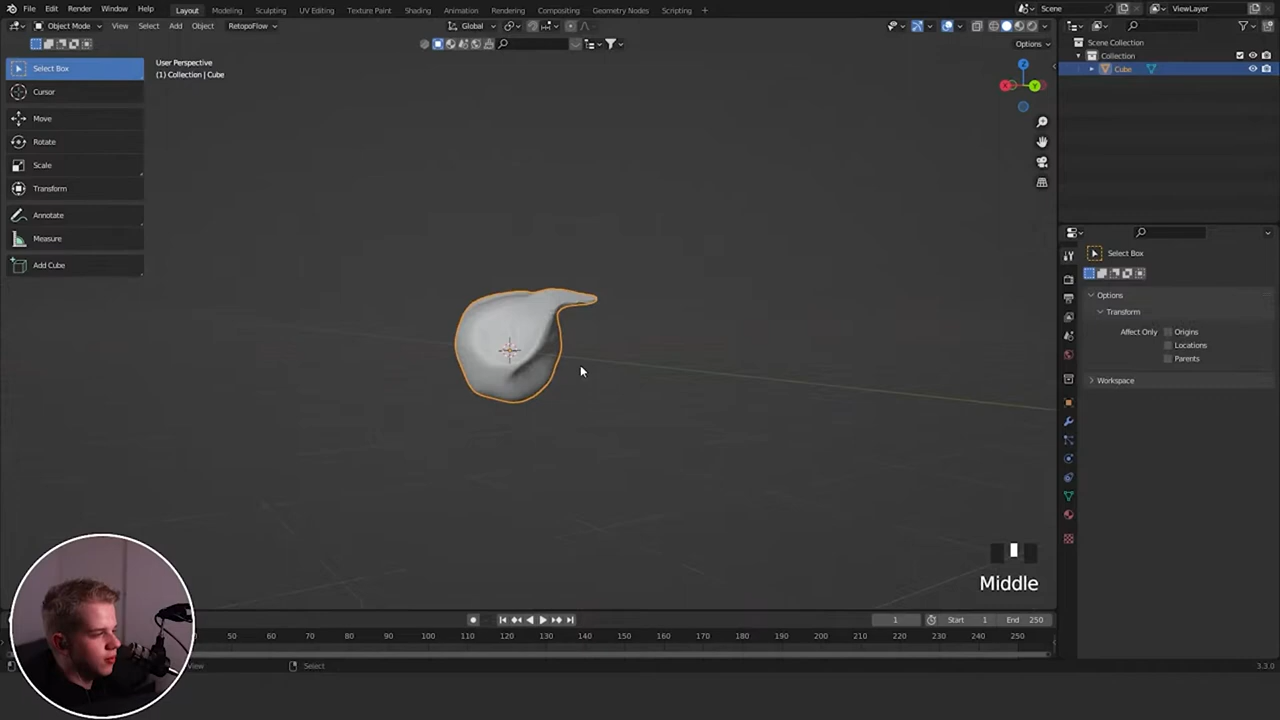 File Edit Render Window Help Layout Modeling Sculpting UV Editing Texture Paint Shading Animation Rendering Compositing Geometry Nodes Scripting + Scene ViewLayer
Object Mode View Select Add Object RetopoFlow Global
Options
Select Box
Cursor
Move
Rotate
Scale
Transform
Annotate
Measure
Add Cube
User Perspective
(1) Collection | Cube
Z
X
Y
Scene Collection
Collection
Cube
Select Box
Options
Transform
Affect Only Origins
Locations
Parents
Workspace
Middle
1 Start 1 End 250
50 60 70 80 90 100 110 120 130 140 150 160 170 180 190 200 210 220 230 240 250
View Select 3.3.0